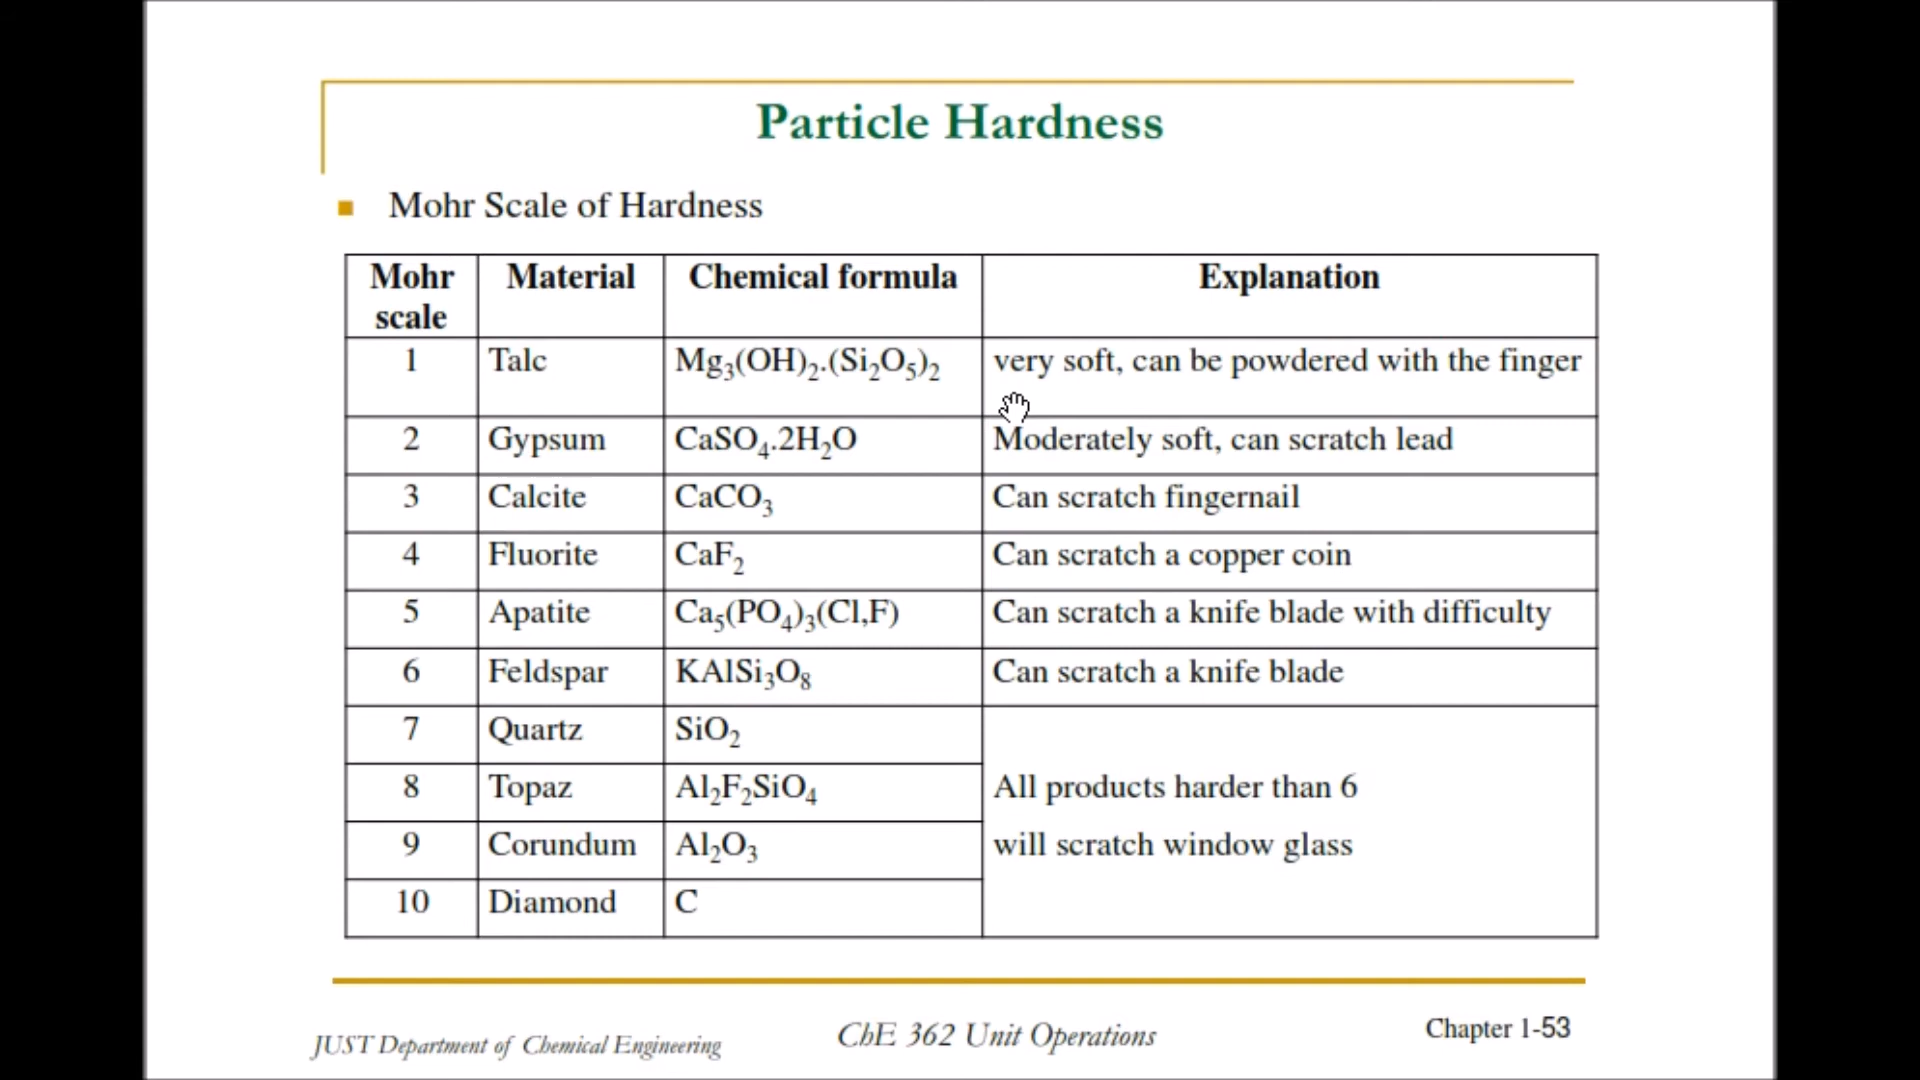 Particle Hardness
Mohr Scale of Hardness
Mohr scale Material Chemical formula Explanation
1 Talc Mg₃(OH)₂.(Si₂O₅)₂ very soft, can be powdered with the finger
2 Gypsum CaSO₄.2H₂O Moderately soft, can scratch lead
3 Calcite CaCO₃ Can scratch fingernail
4 Fluorite CaF₂ Can scratch a copper coin
5 Apatite Ca₅(PO₄)₃(Cl,F) Can scratch a knife blade with difficulty
6 Feldspar KAlSi₃O₈ Can scratch a knife blade
7 Quartz SiO₂
8 Topaz Al₂F₂SiO₄ All products harder than 6
9 Corundum Al₂O₃ will scratch window glass
10 Diamond C
JUST Department of Chemical Engineering ChE 362 Unit Operations Chapter 1-53